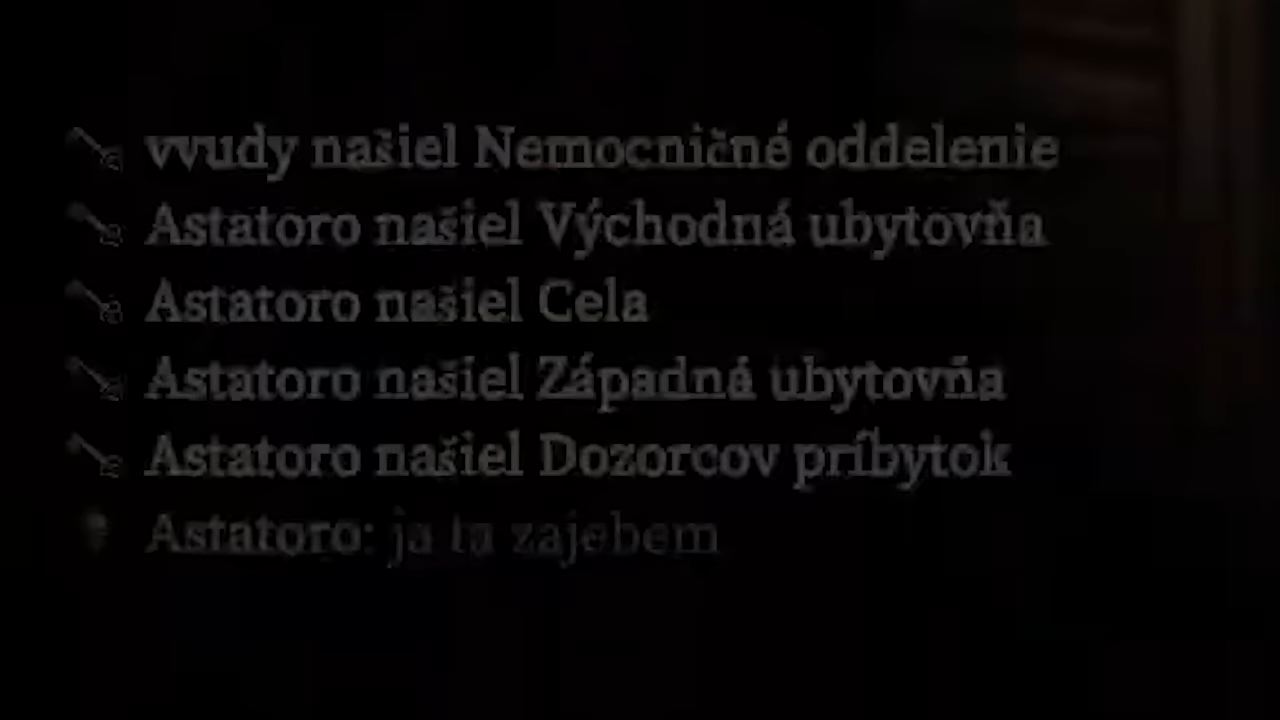 vvudy našiel Nemocničné oddelenie
Astatoro našiel Východná ubytovňa
Astatoro našiel Cela
Astatoro našiel Západná ubytovňa
Astatoro našiel Dozorcov príbytok
Astatoro: ja ta zajebem